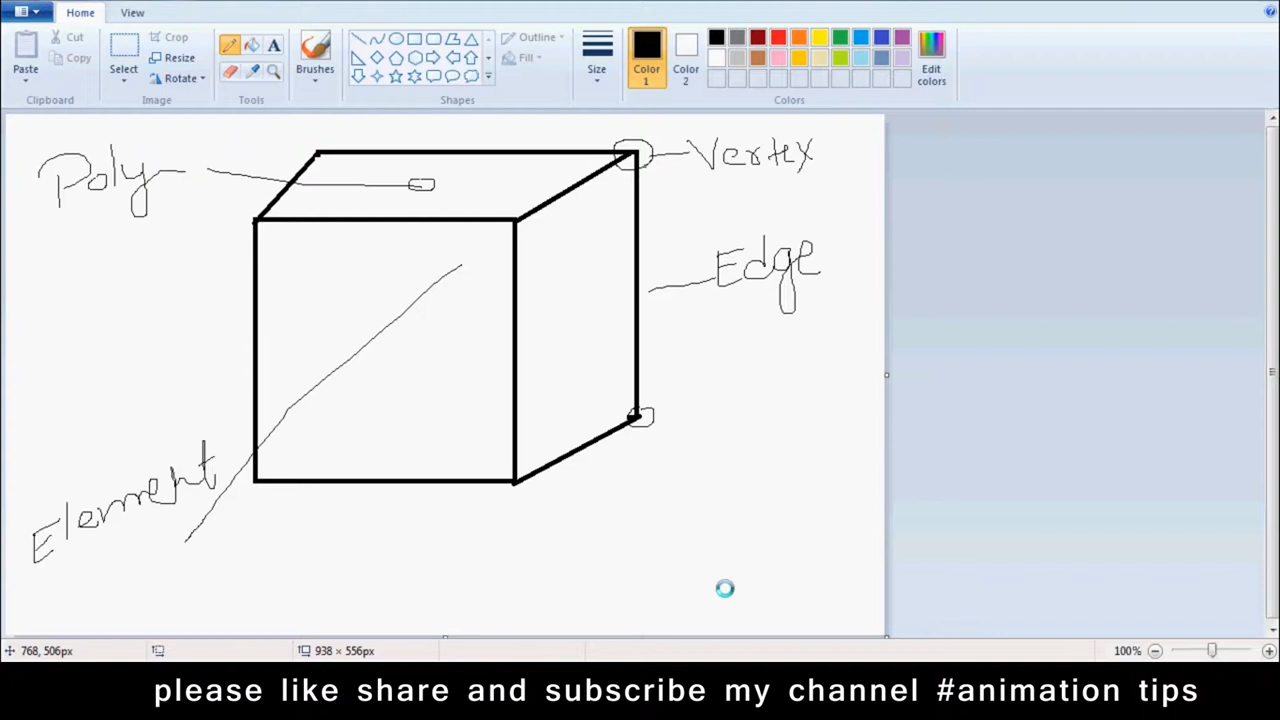 Home View
Cut
Copy
Paste
Clipboard
Crop
Resize
Rotate
Select
Image
A
Tools
Brushes
Outline
Fill
Shapes
Size
Color 1
Color 2
Edit colors
Colors
Poly
Vertex
Edge
Element
768, 506px
938 × 556px
100%
please like share and subscribe my channel #animation tips